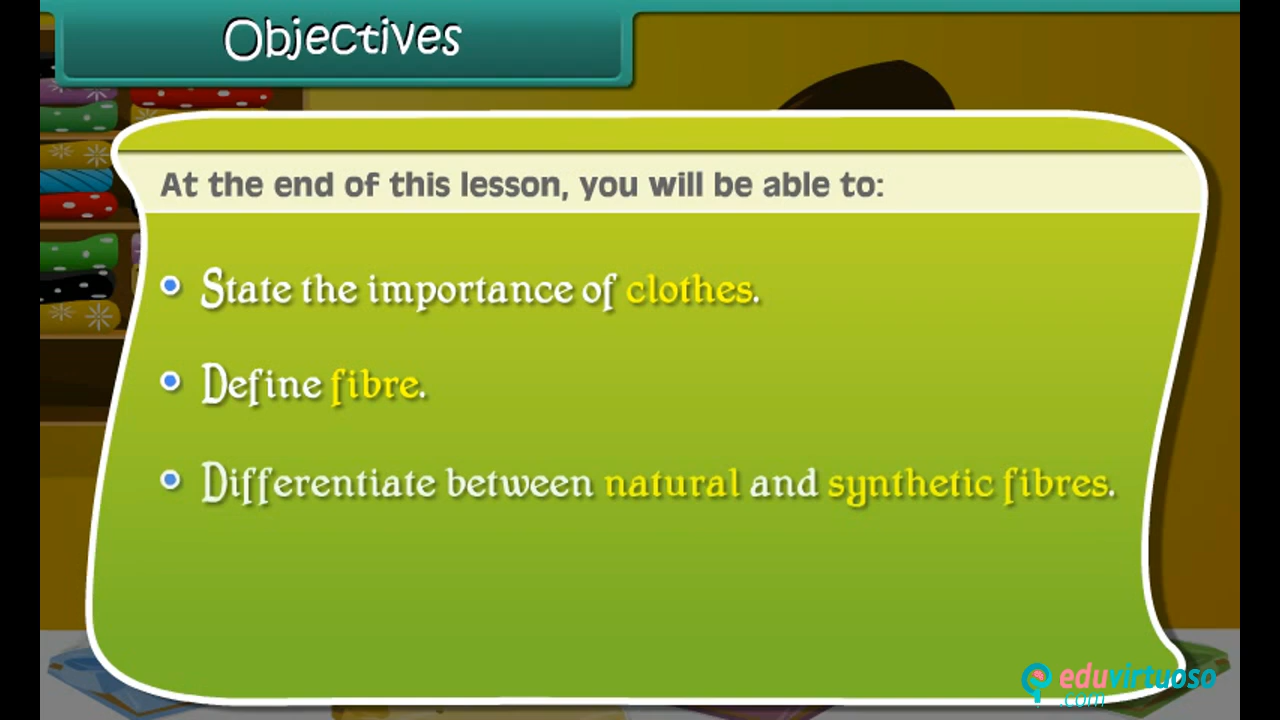 Objectives
At the end of this lesson, you will be able to:
State the importance of clothes.
Define fibre.
Differentiate between natural and synthetic fibres.
eduvirtuoso
.com